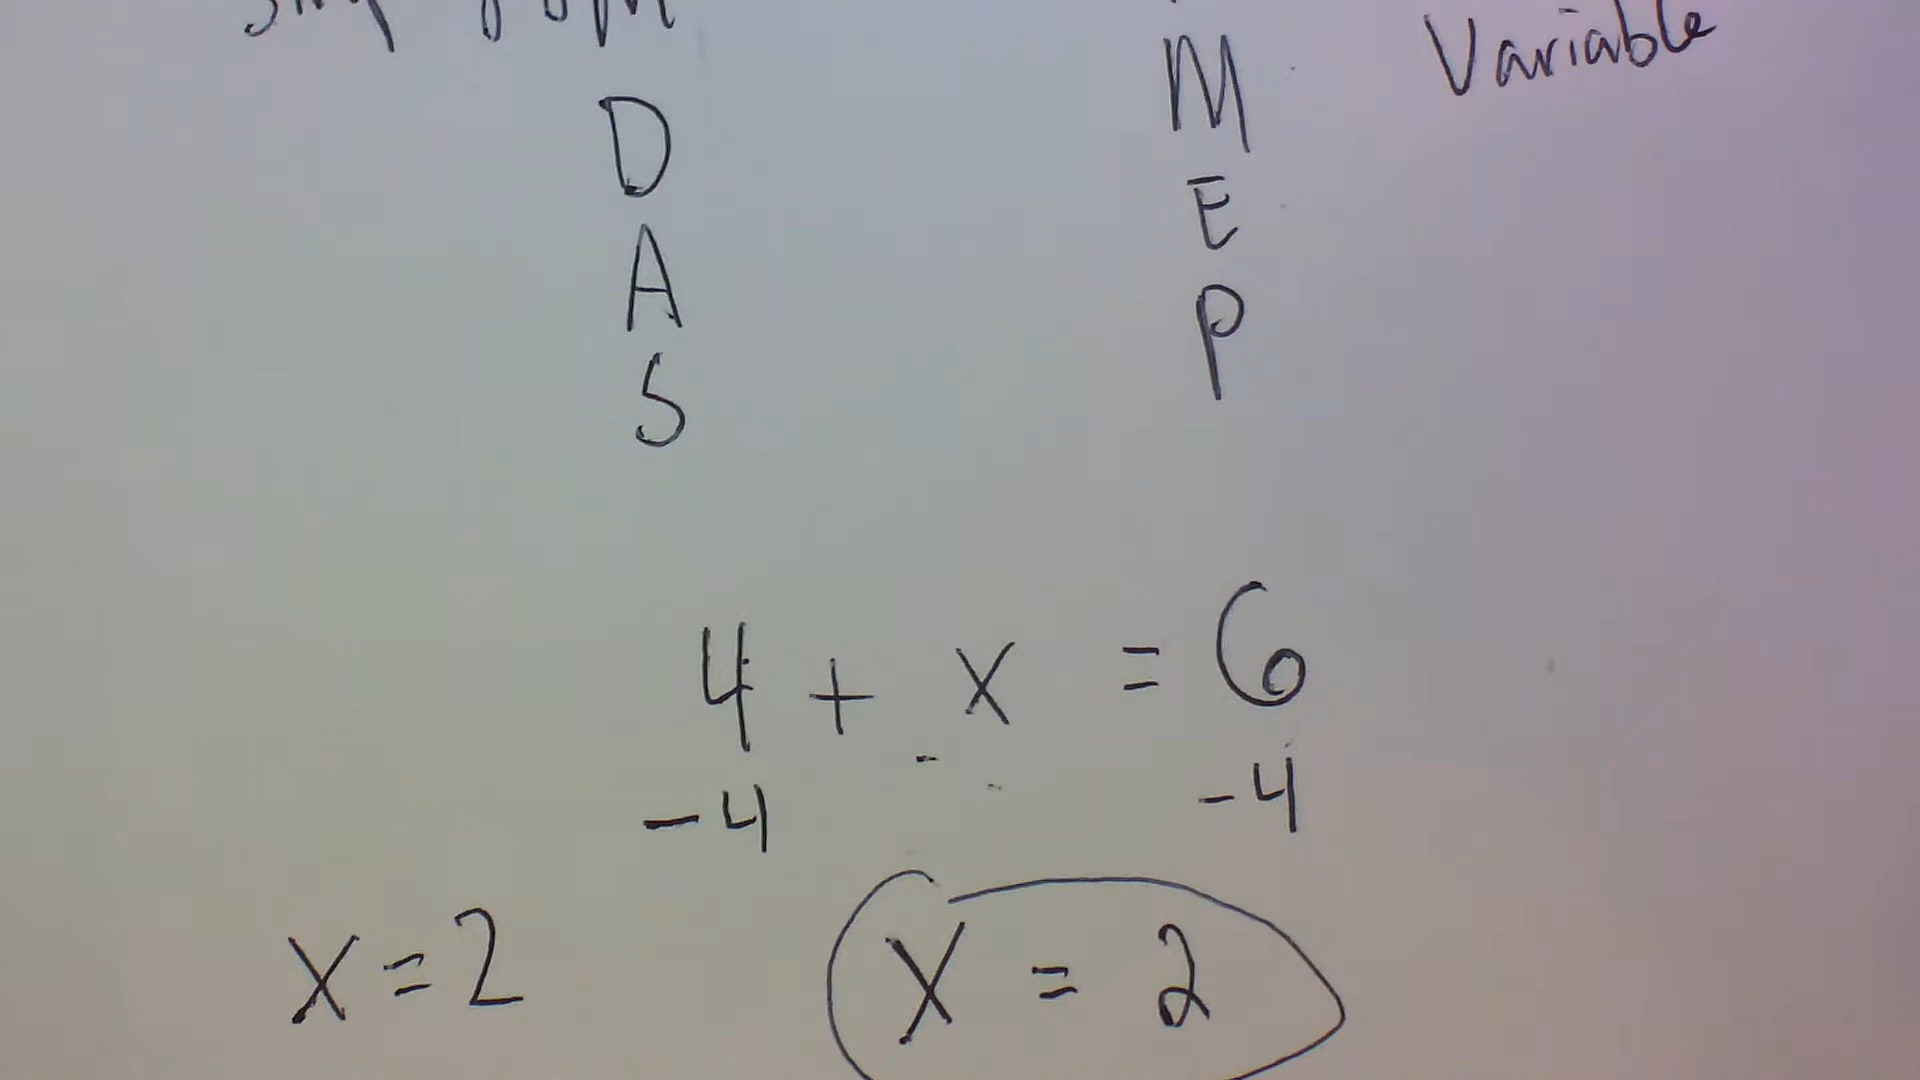 M Variable
D
E
A
P
S
4 + x = 6
-4 -4
x=2 x = 2